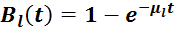 B_l(t) = 1 − e^{−μ_l t}